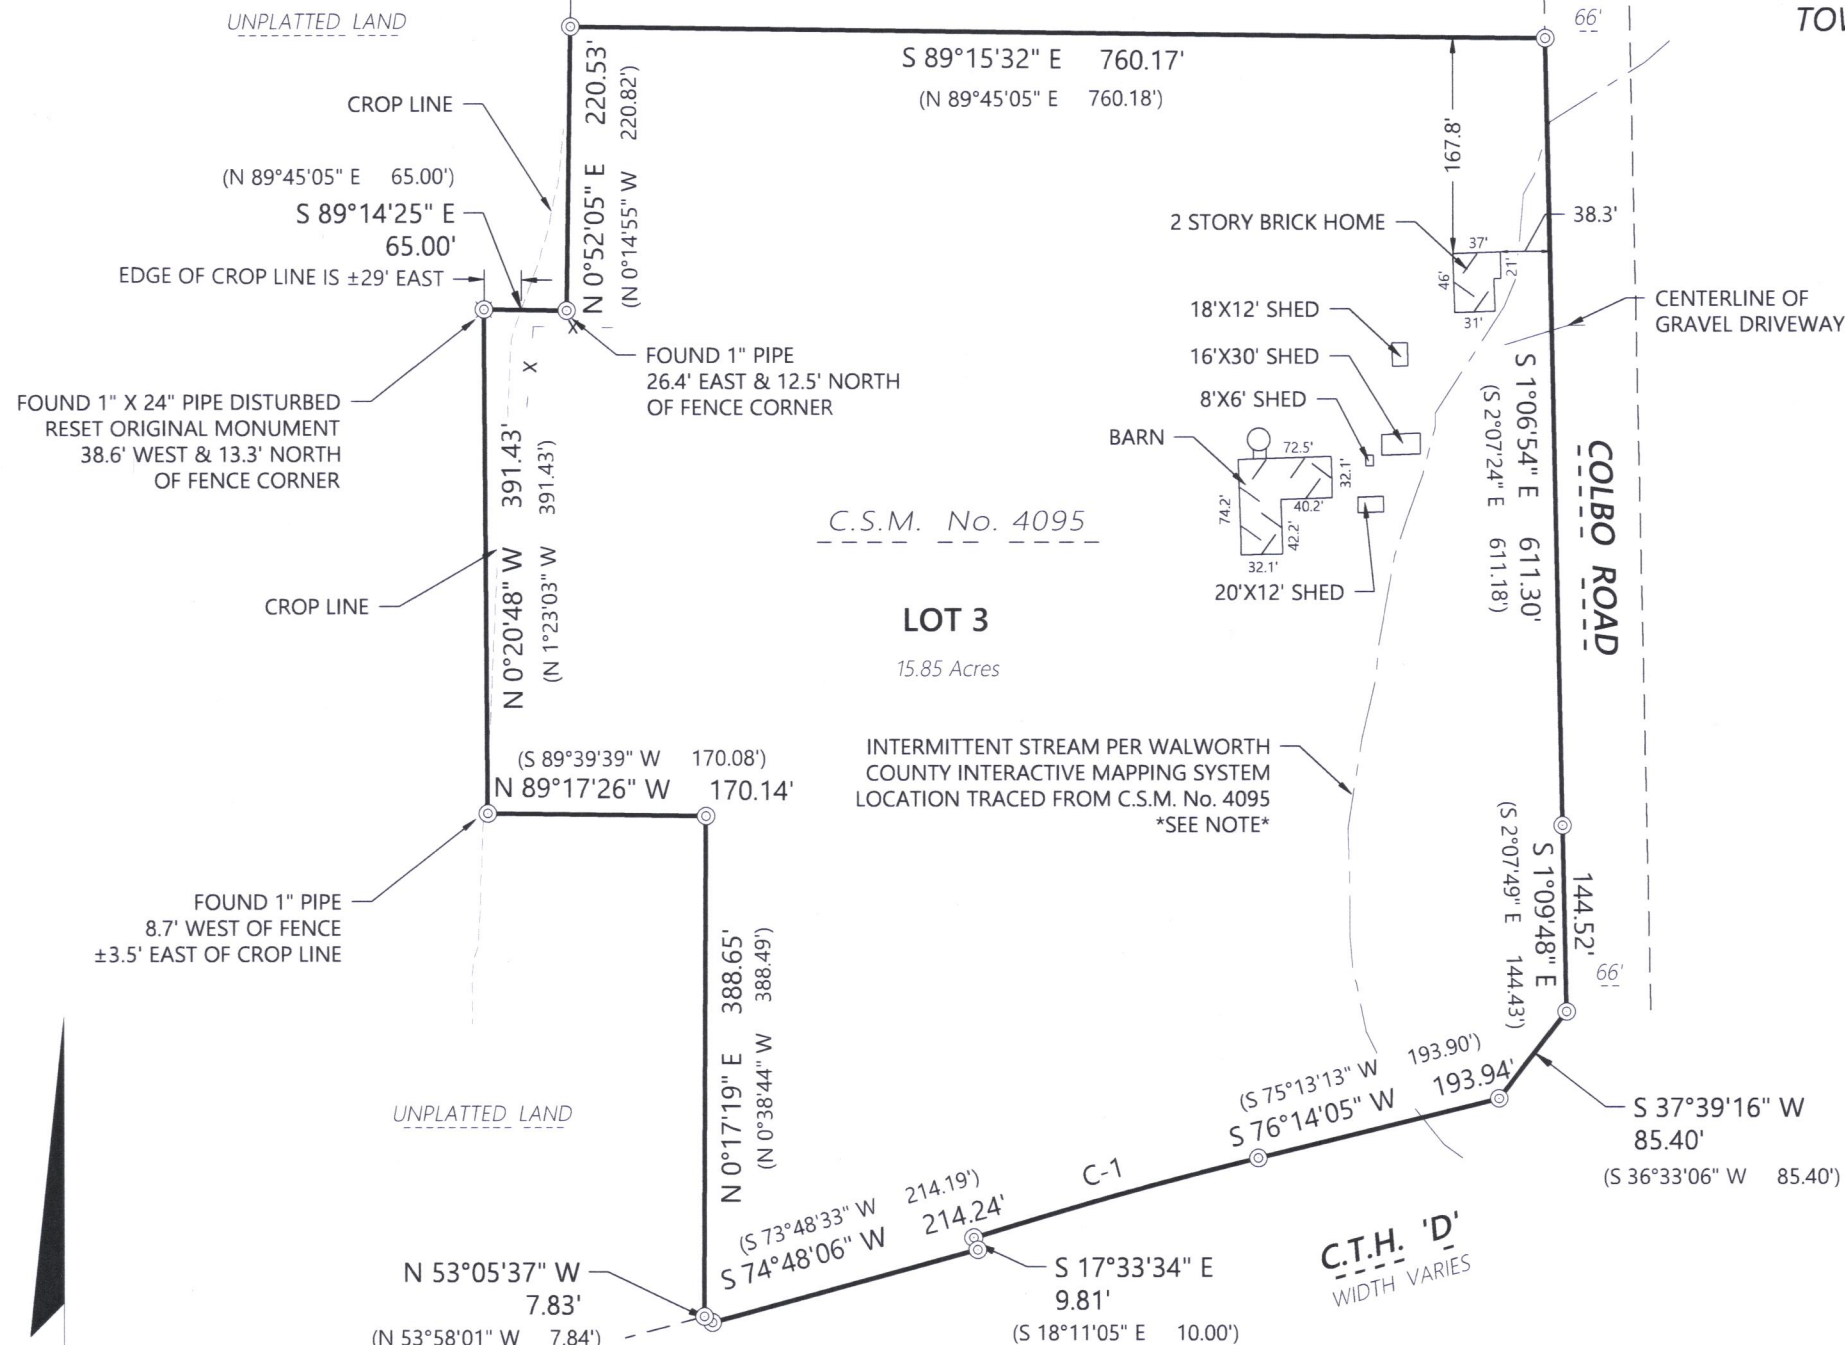 UNPLATTED LAND
66'
S 89°15'32" E 760.17'
(N 89°45'05" E 760.18')
CROP LINE
N 0°52'05" E 220.53'
(N 0°14'55" W 220.82')
167.8'
(N 89°45'05" E 65.00')
S 89°14'25" E
65.00'
EDGE OF CROP LINE IS ±29' EAST
2 STORY BRICK HOME
38.3'
37'
21'
46'
31'
18'X12' SHED
16'X30' SHED
8'X6' SHED
CENTERLINE OF
GRAVEL DRIVEWAY
FOUND 1" PIPE
26.4' EAST & 12.5' NORTH
OF FENCE CORNER
X
X
FOUND 1" X 24" PIPE DISTURBED
RESET ORIGINAL MONUMENT
38.6' WEST & 13.3' NORTH
OF FENCE CORNER
BARN
72.5'
32.1'
74.2'
40.2'
42.2'
32.1'
20'X12' SHED
S 1°06'54" E 611.30'
(S 2°07'24" E 611.18')
COLBO ROAD
N 0°20'48" W 391.43'
(N 1°23'03" W 391.43')
C.S.M. No. 4095
CROP LINE
LOT 3
15.85 Acres
(S 89°39'39" W 170.08')
N 89°17'26" W 170.14'
INTERMITTENT STREAM PER WALWORTH
COUNTY INTERACTIVE MAPPING SYSTEM
LOCATION TRACED FROM C.S.M. No. 4095
*SEE NOTE*
FOUND 1" PIPE
8.7' WEST OF FENCE
±3.5' EAST OF CROP LINE
S 1°09'48" E
144.52'
(S 2°07'49" E 144.43')
66'
N 0°17'19" E 388.65'
(N 0°38'44" W 388.49')
UNPLATTED LAND
(S 75°13'13" W 193.90')
S 76°14'05" W 193.94'
S 37°39'16" W
85.40'
(S 36°33'06" W 85.40')
C-1
(S 73°48'33" W 214.19')
S 74°48'06" W 214.24'
C.T.H. 'D'
WIDTH VARIES
N 53°05'37" W
7.83'
(N 53°58'01" W 7.84')
S 17°33'34" E
9.81'
(S 18°11'05" E 10.00')